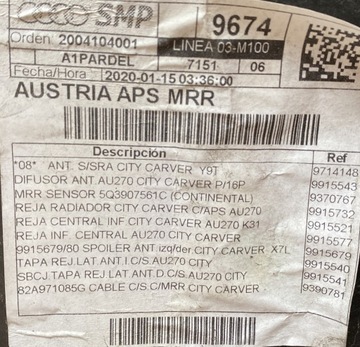 SMP 9674
Orden 2004104001 LINEA 03-M100
A1PARDEL 7151 06
Fecha/Hora 2020-01-15 03:36:00
AUSTRIA APS MRR
Descripción Ref
*08* ANT. S/SRA CITY CARVER Y9T 9714148
DIFUSOR ANT.AU270 CITY CARVER P/16P 9915543
MRR SENSOR 5Q3907561C (CONTINENTAL) 9370767
REJA RADIADOR CITY CARVER C/APS AU270 9915732
REJA CENTRAL INF CITY CARVER AU270 K31 9915521
REJA INF. CENTRAL AU270 CITY CARVER 9915577
9915679/80 SPOILER ANT izq/der CITY CARVER X7L 9915679
TAPA REJ LAT ANT.I.C/S.AU270 CITY 9915540
SBCJ.TAPA REJ LAT ANT.D.C/S.AU270 CITY 9915541
82A971085G CABLE C/S.C/MRR CITY CARVER 9390781